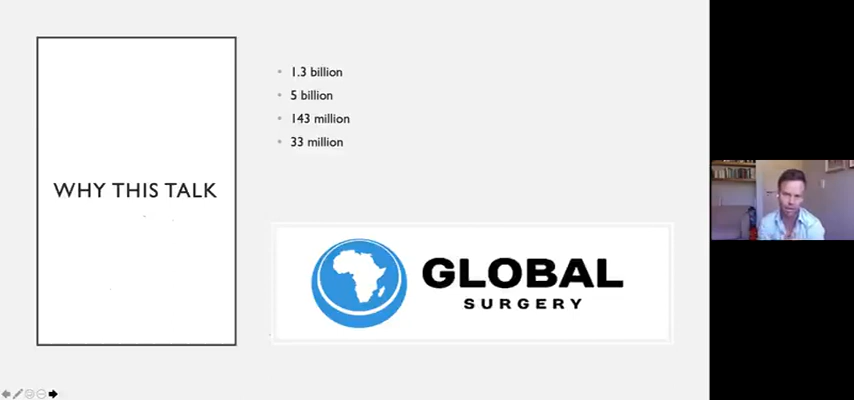 WHY THIS TALK
1.3 billion
5 billion
143 million
33 million
GLOBAL
SURGERY